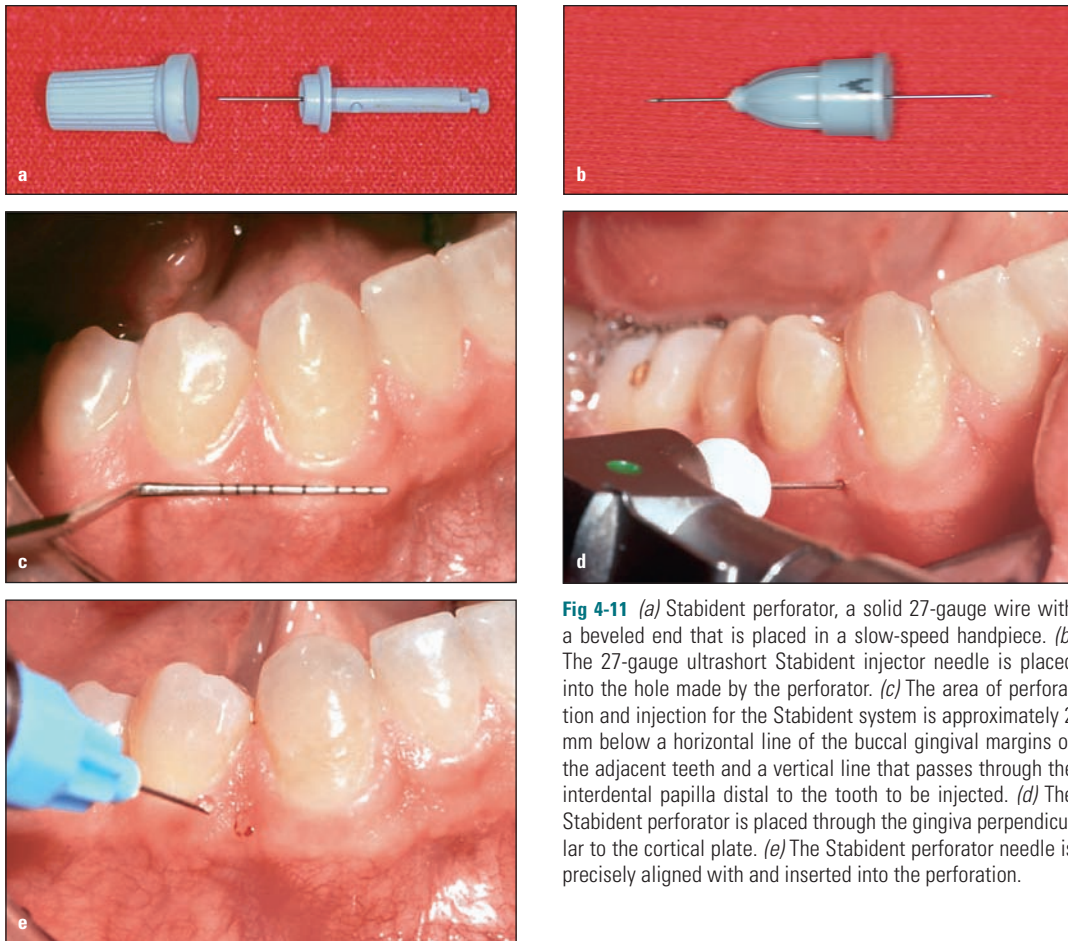 a
b
c
d
e
Fig 4-11 (a) Stabident perforator, a solid 27-gauge wire with
a beveled end that is placed in a slow-speed handpiece. (b
The 27-gauge ultrashort Stabident injector needle is placed
into the hole made by the perforator. (c) The area of perfora
tion and injection for the Stabident system is approximately 2
mm below a horizontal line of the buccal gingival margins o
the adjacent teeth and a vertical line that passes through the
interdental papilla distal to the tooth to be injected. (d) The
Stabident perforator is placed through the gingiva perpendicu
lar to the cortical plate. (e) The Stabident perforator needle is
precisely aligned with and inserted into the perforation.